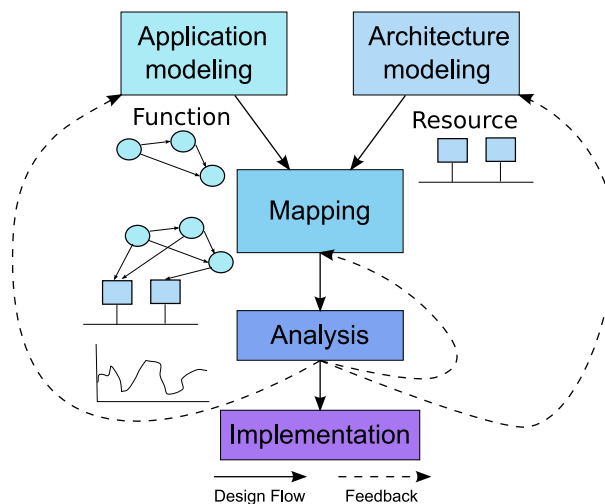 Application
modeling
Architecture
modeling
Function
Resource
Mapping
Analysis
Implementation
Design Flow
Feedback